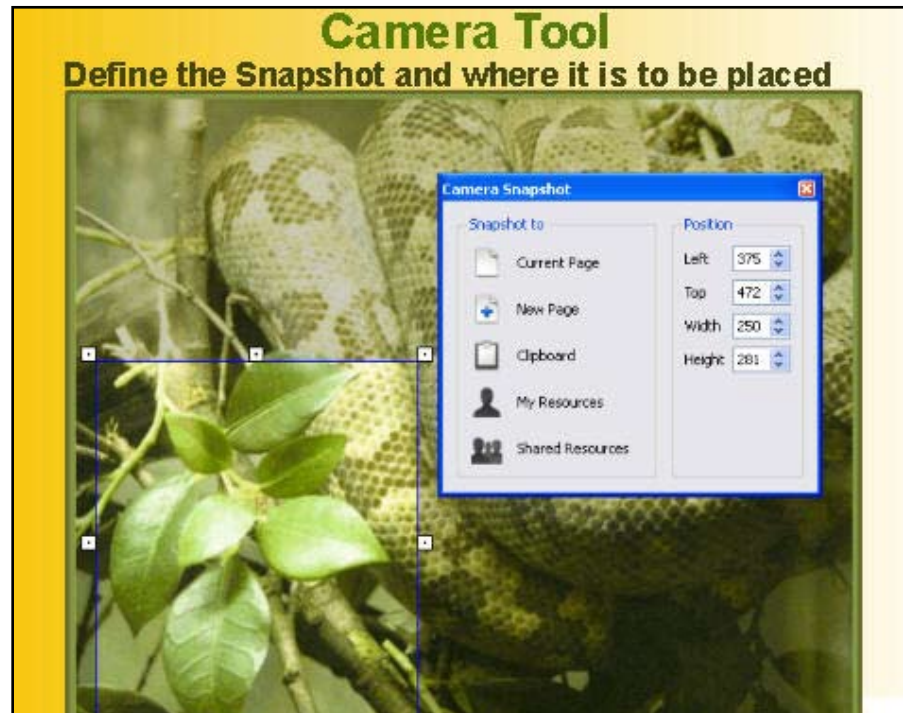 Camera Tool
Define the Snapshot and where it is to be placed
Camera Snapshot
Snapshot to
Current Page
New Page
Clipboard
My Resources
Shared Resources
Position
Left 375
Top 472
Width 250
Height 281